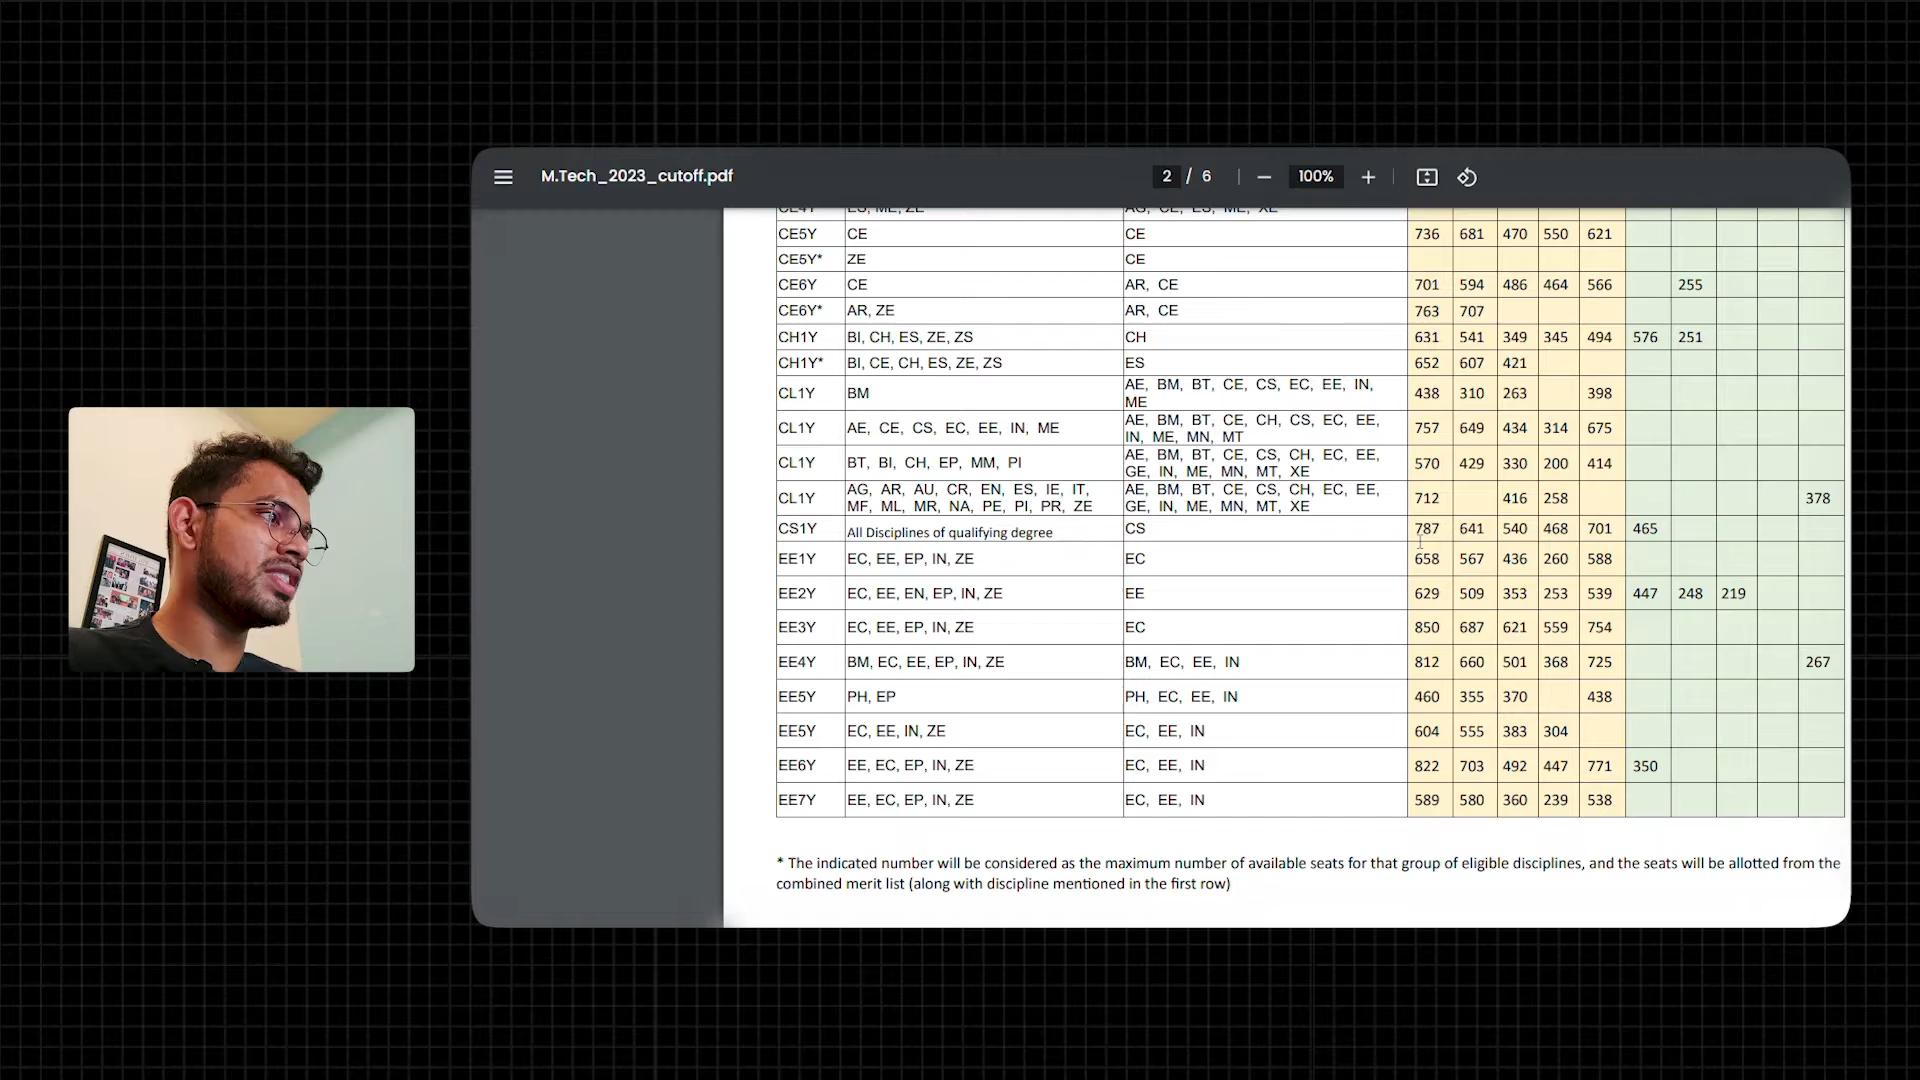 M.Tech_2023_cutoff.pdf 2 / 6 100%
CE4Y ES, ME, ZE AG, CE, ES, ME, XE
CE5Y CE CE 736 681 470 550 621
CE5Y* ZE CE
CE6Y CE AR, CE 701 594 486 464 566 255
CE6Y* AR, ZE AR, CE 763 707
CH1Y BI, CH, ES, ZE, ZS CH 631 541 349 345 494 576 251
CH1Y* BI, CE, CH, ES, ZE, ZS ES 652 607 421
CL1Y BM AE, BM, BT, CE, CS, EC, EE, IN, 438 310 263 398
ME
CL1Y AE, CE, CS, EC, EE, IN, ME AE, BM, BT, CE, CH, CS, EC, EE, 757 649 434 314 675
IN, ME, MN, MT
CL1Y BT, BI, CH, EP, MM, PI AE, BM, BT, CE, CS, CH, EC, EE, 570 429 330 200 414
GE, IN, ME, MN, MT, XE
CL1Y AG, AR, AU, CR, EN, ES, IE, IT, AE, BM, BT, CE, CS, CH, EC, EE, 712 416 258 378
MF, ML, MR, NA, PE, PI, PR, ZE GE, IN, ME, MN, MT, XE
CS1Y All Disciplines of qualifying degree CS 787 641 540 468 701 465
EE1Y EC, EE, EP, IN, ZE EC 658 567 436 260 588
EE2Y EC, EE, EN, EP, IN, ZE EE 629 509 353 253 539 447 248 219
EE3Y EC, EE, EP, IN, ZE EC 850 687 621 559 754
EE4Y BM, EC, EE, EP, IN, ZE BM, EC, EE, IN 812 660 501 368 725 267
EE5Y PH, EP PH, EC, EE, IN 460 355 370 438
EE5Y EC, EE, IN, ZE EC, EE, IN 604 555 383 304
EE6Y EE, EC, EP, IN, ZE EC, EE, IN 822 703 492 447 771 350
EE7Y EE, EC, EP, IN, ZE EC, EE, IN 589 580 360 239 538
* The indicated number will be considered as the maximum number of available seats for that group of eligible disciplines, and the seats will be allotted from the
combined merit list (along with discipline mentioned in the first row)